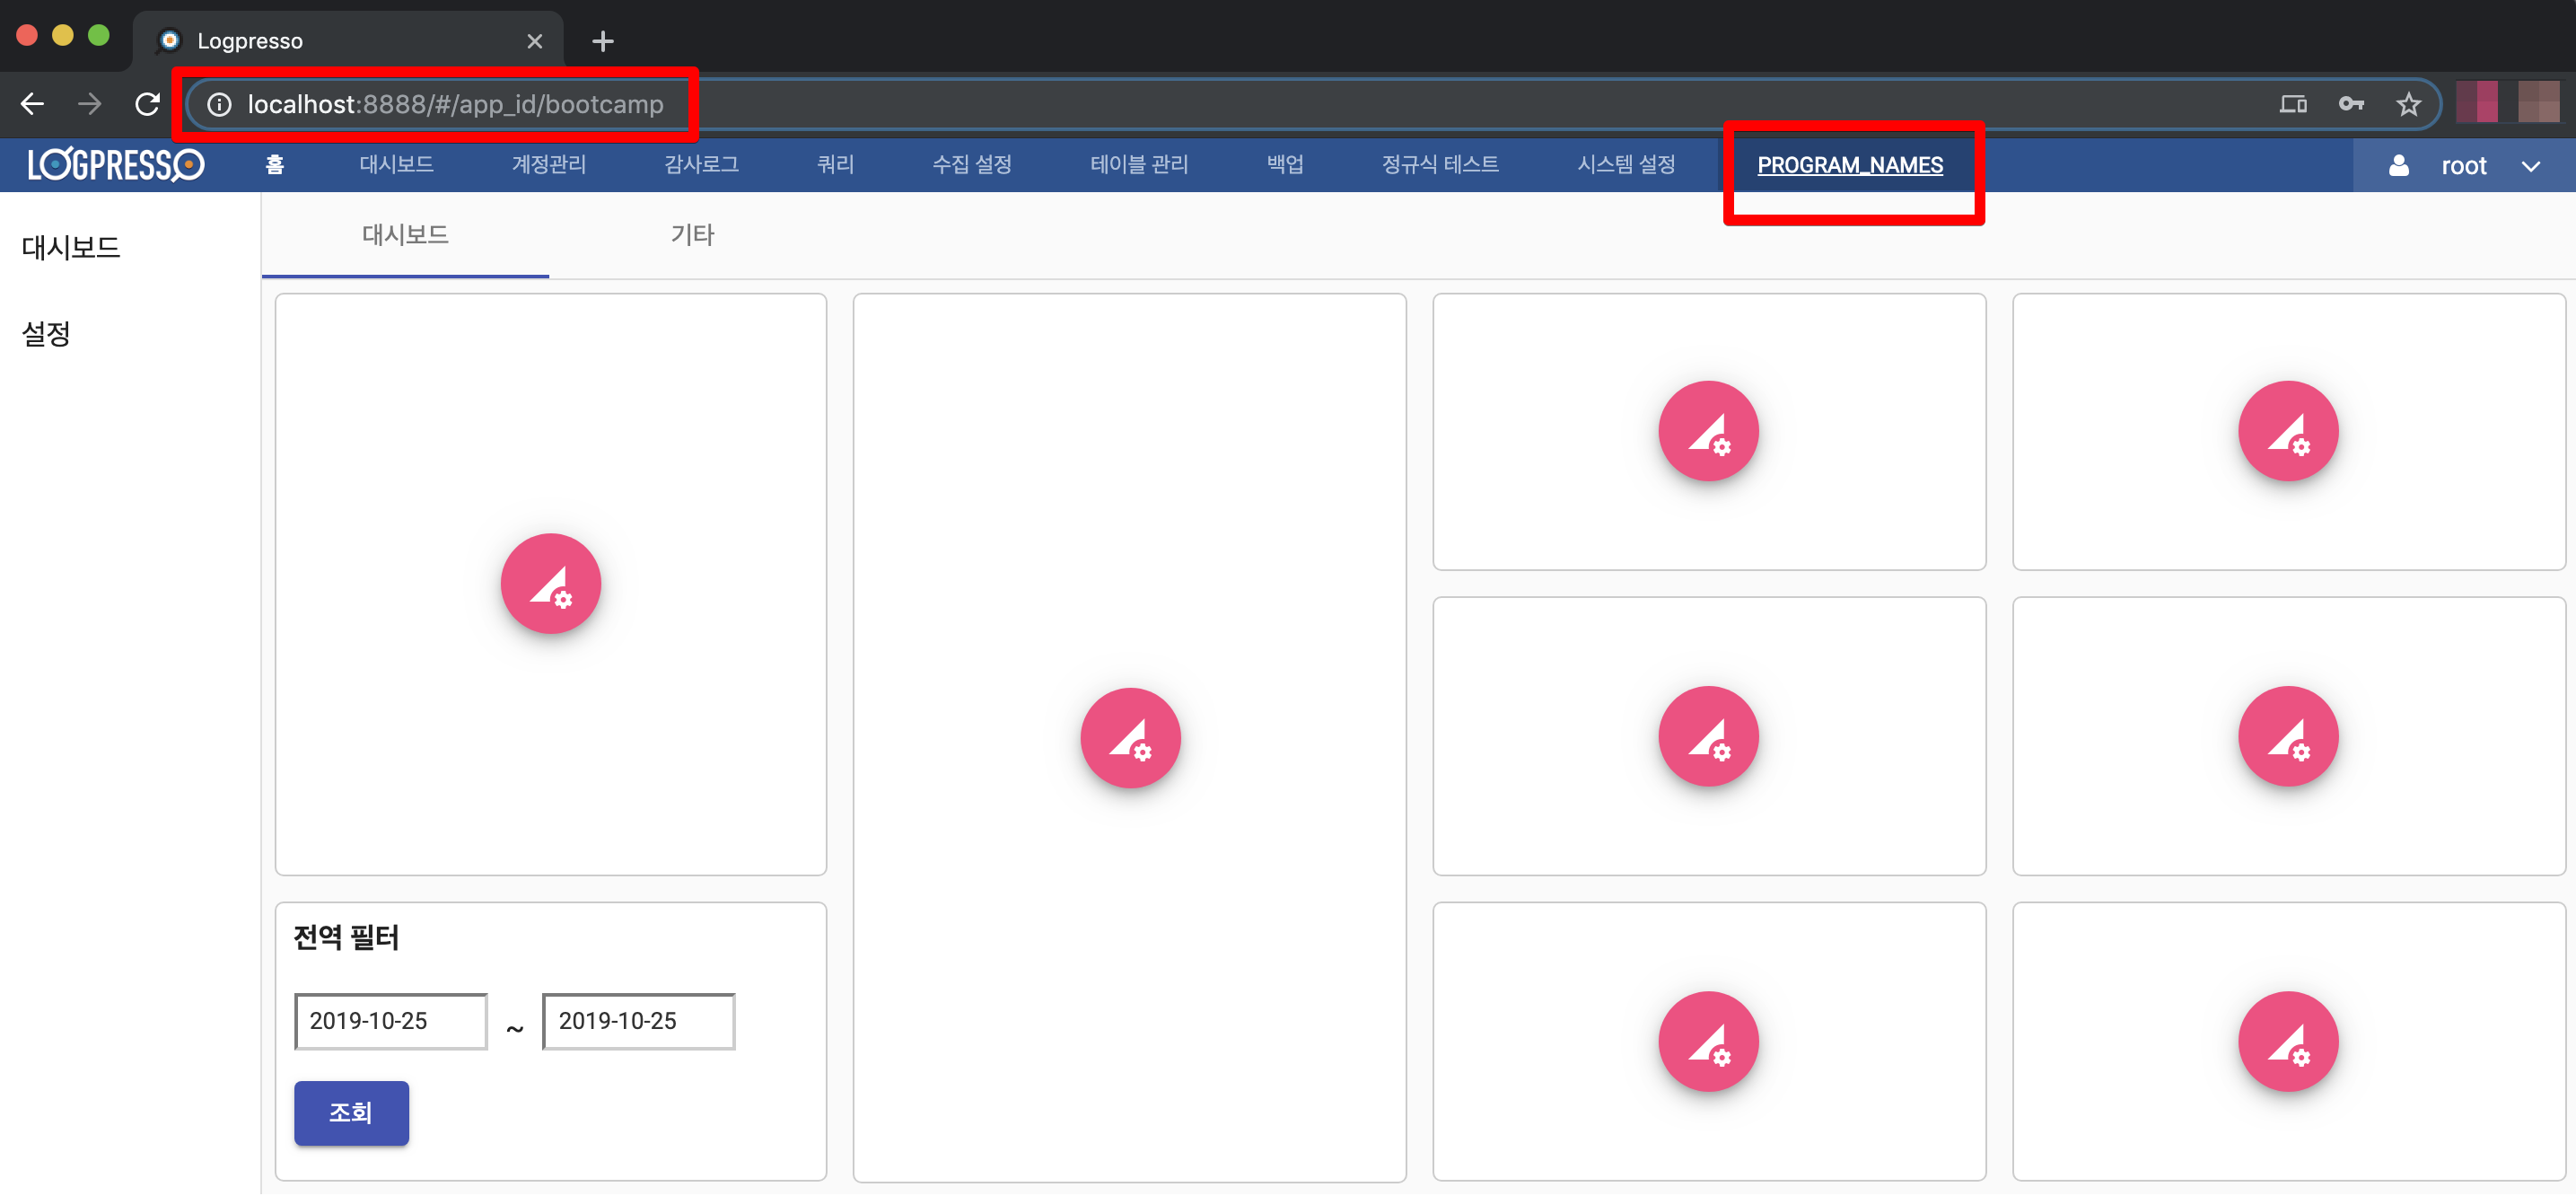 Logpresso
localhost:8888/#/app_id/bootcamp
LOGPRESSO 홈 대시보드 계정관리 감사로그 쿼리 수집 설정 테이블 관리 백업 정규식 테스트 시스템 설정 PROGRAM_NAMES root
대시보드
설정
대시보드 기타
전역 필터
2019-10-25 ~ 2019-10-25
조회